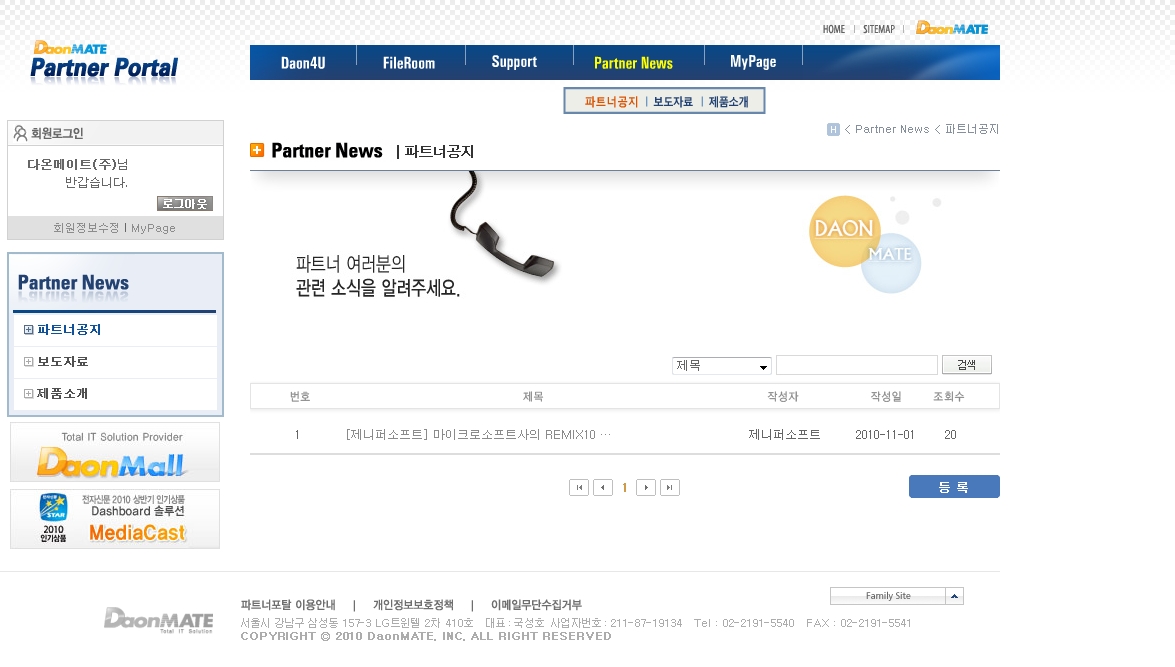 HOME | SITEMAP | DaonMATE
DaonMATE
Partner Portal
Daon4U FileRoom Support Partner News MyPage
파트너공지 | 보도자료 | 제품소개
H < Partner News < 파트너공지
회원로그인
다온메이트(주)님
반갑습니다.
로그아웃
회원정보수정 | MyPage
Partner News
파트너공지
보도자료
제품소개
Total IT Solution Provider
DaonMall
전자신문 2010 상반기 인기상품
Dashboard 솔루션
STAR
2010
인기상품
MediaCast
Partner News | 파트너공지
파트너 여러분의
관련 소식을 알려주세요.
DAON
MATE
제목 검색
번호 제목 작성자 작성일 조회수
1 [제니퍼소프트] 마이크로소프트사의 REMIX10 … 제니퍼소프트 2010-11-01 20
1
등 록
DaonMATE
Total IT Solution
파트너포탈 이용안내 | 개인정보보호정책 | 이메일무단수집거부
Family Site
서울시 강남구 삼성동 157-3 LG트윈텔 2차 410호 대표 : 국성호 사업자번호 : 211-87-19134 Tel : 02-2191-5540 FAX : 02-2191-5541
COPYRIGHT © 2010 DaonMATE, INC, ALL RIGHT RESERVED